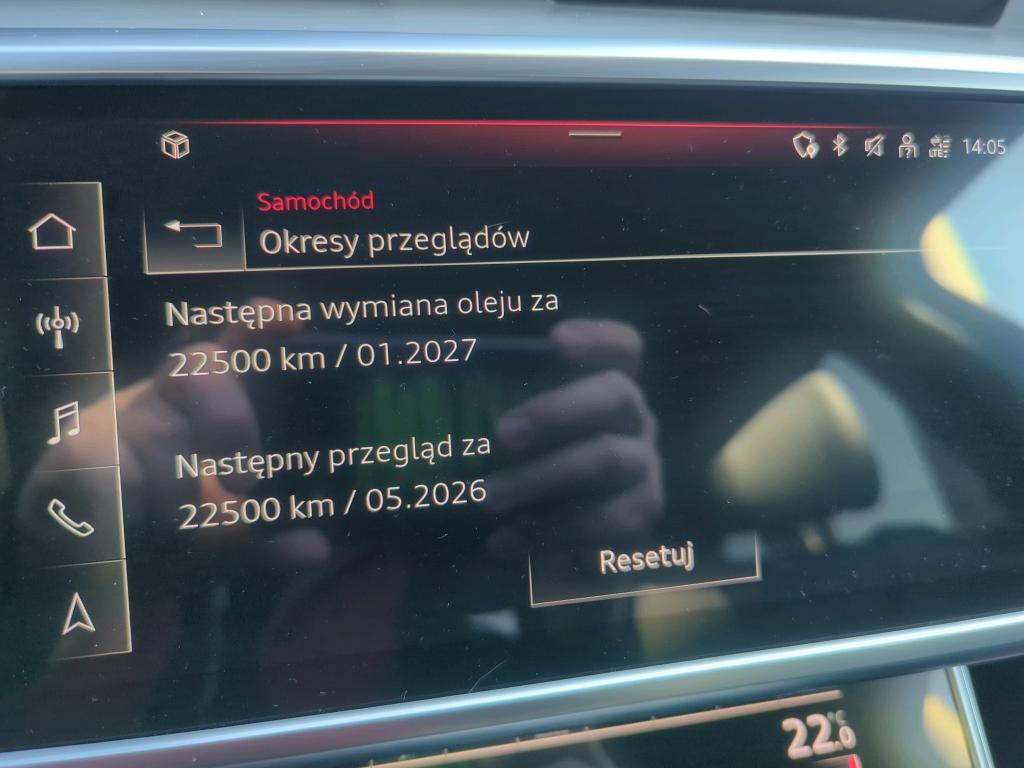 LTE 14:05
Samochód
Okresy przeglądów
Następna wymiana oleju za
22500 km / 01.2027
Następny przegląd za
22500 km / 05.2026
Resetuj
22.0 °C